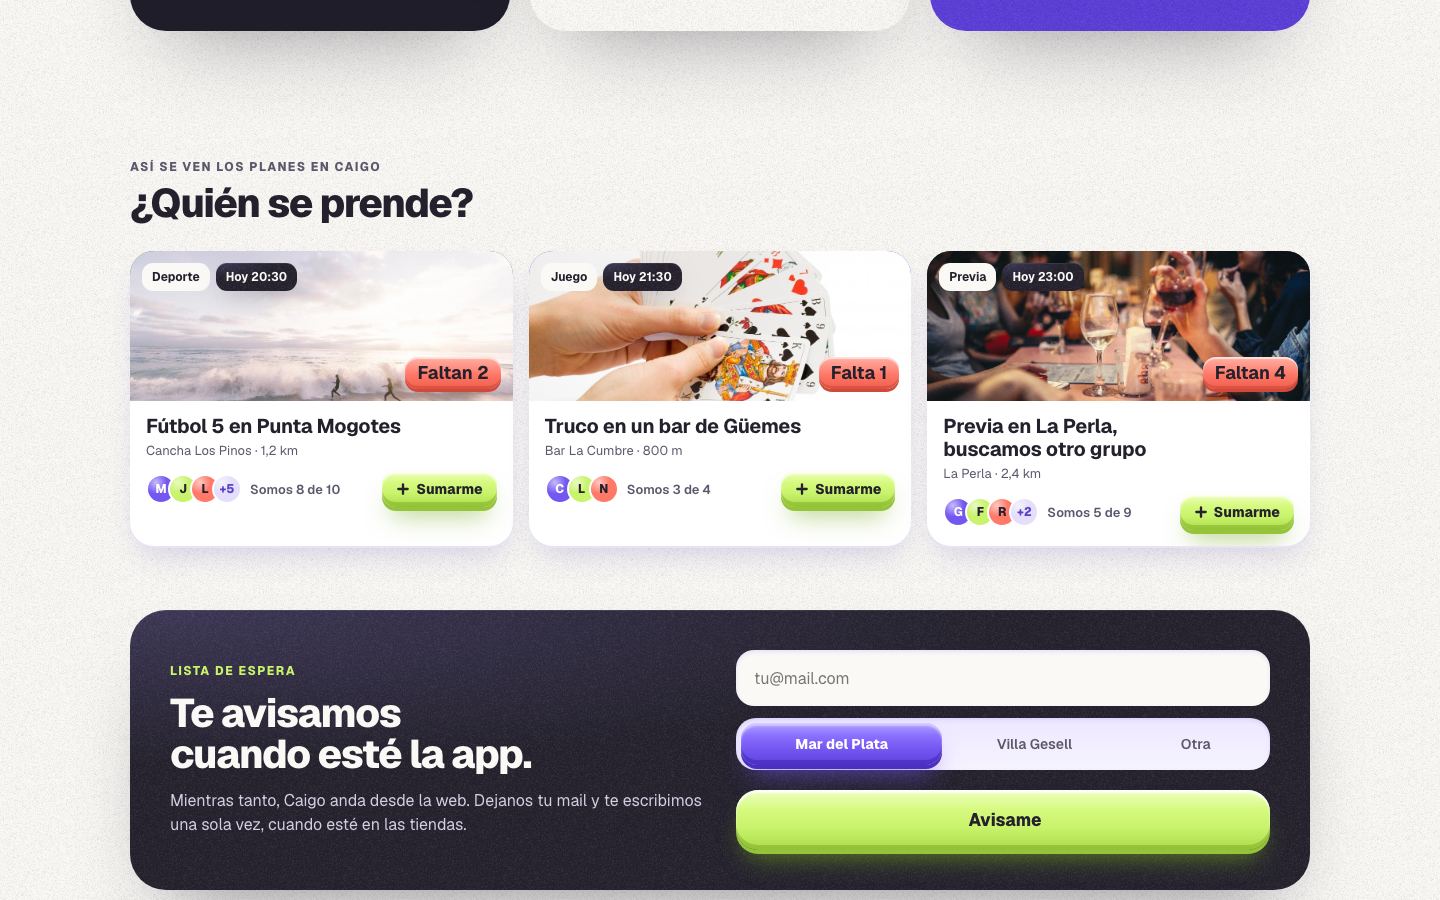 ASÍ SE VEN LOS PLANES EN CAIGO
¿Quién se prende?
Deporte
Hoy 20:30
Faltan 2
Fútbol 5 en Punta Mogotes
Cancha Los Pinos · 1,2 km
M J L +5 Somos 8 de 10
+ Sumarme
Juego
Hoy 21:30
Falta 1
Truco en un bar de Güemes
Bar La Cumbre · 800 m
C L N Somos 3 de 4
+ Sumarme
Previa
Hoy 23:00
Faltan 4
Previa en La Perla,
buscamos otro grupo
La Perla · 2,4 km
G F R +2 Somos 5 de 9
+ Sumarme
LISTA DE ESPERA
Te avisamos
cuando esté la app.
Mientras tanto, Caigo anda desde la web. Dejanos tu mail y te escribimos
una sola vez, cuando esté en las tiendas.
tu@mail.com
Mar del Plata
Villa Gesell
Otra
Avisame